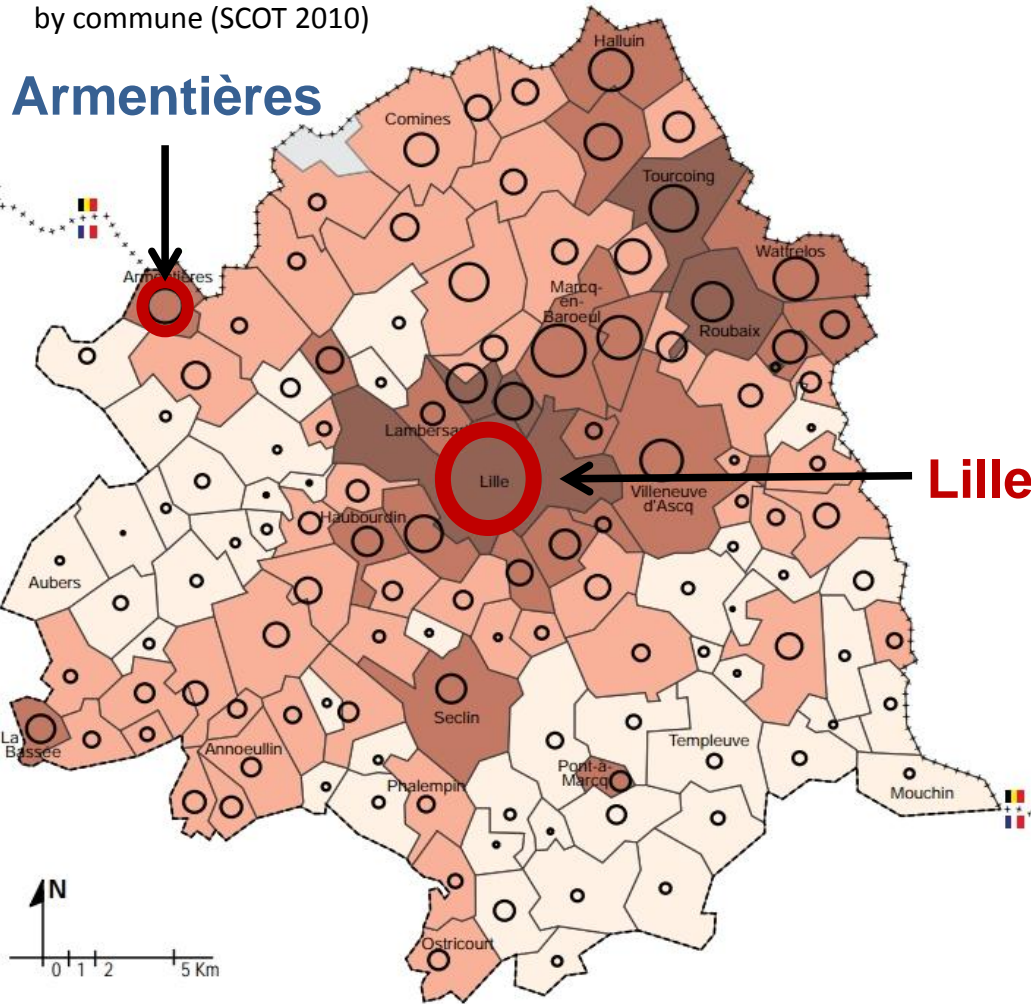 by commune (SCOT 2010)
Halluin
Armentières
Comines
Tourcoing
Armentières
Wattrelos
Marcq-
en-
Baroeul
Roubaix
Lambersa
Lille
Lille
Villeneuve
d'Ascq
Haubourdin
Aubers
Seclin
La
Bassée
Annoeullin
Templeuve
Pont-à-
Marcq
Phalempin
Mouchin
N
Ostricourt
0 1 2 5 Km